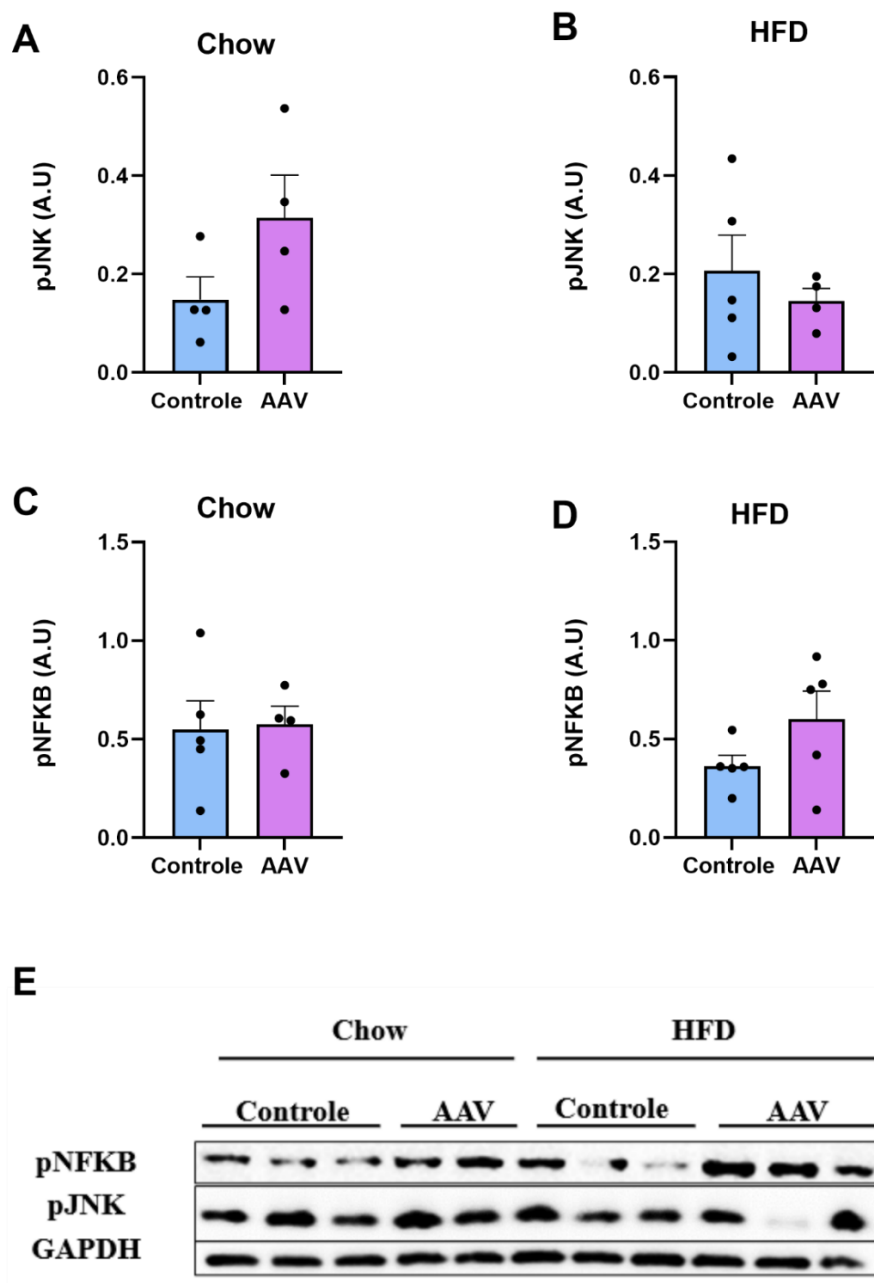 A
Chow
pJNK (A.U)
0.6
0.4
0.2
0.0
Controle AAV
B
HFD
pJNK (A.U)
0.6
0.4
0.2
0.0
Controle AAV
C
Chow
pNFKB (A.U)
1.5
1.0
0.5
0.0
Controle AAV
D
HFD
pNFKB (A.U)
1.5
1.0
0.5
0.0
Controle AAV
E
Chow HFD
Controle AAV Controle AAV
pNFKB
pJNK
GAPDH